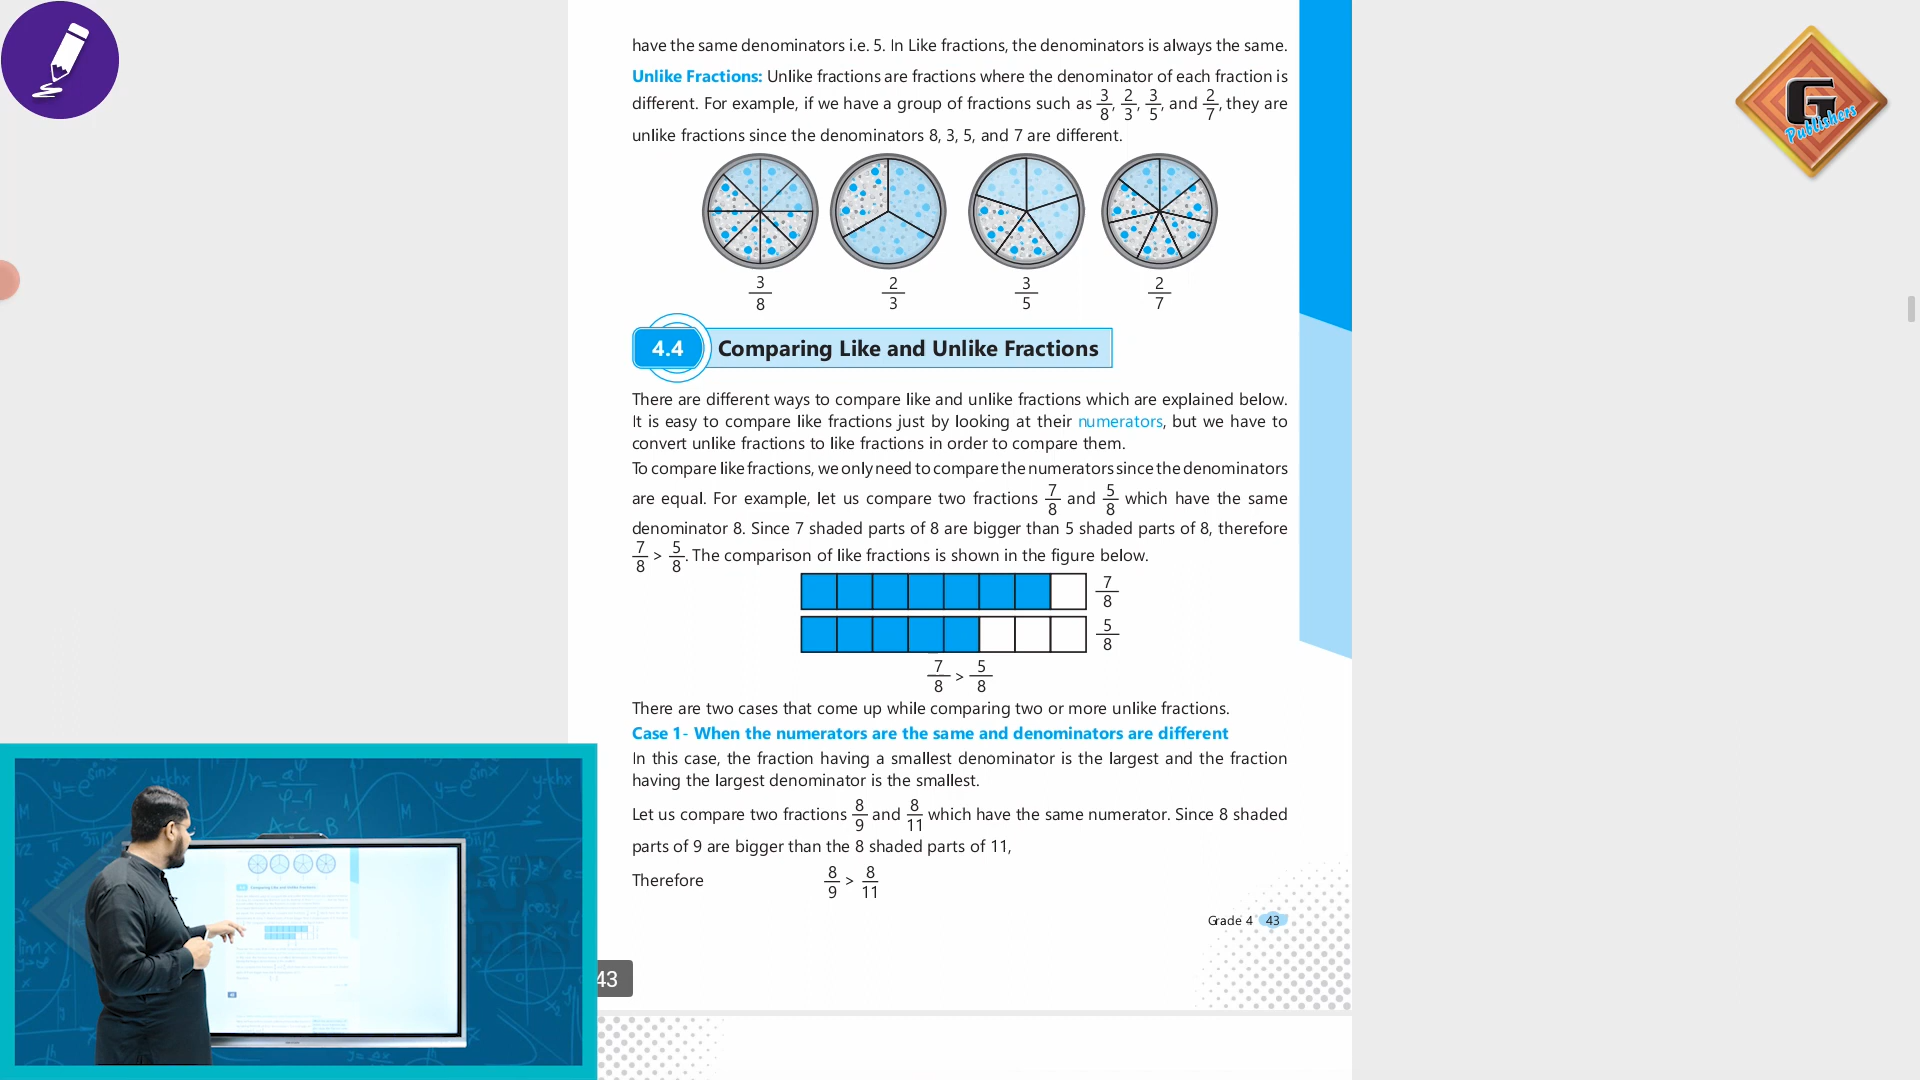 have the same denominators i.e. 5. In Like fractions, the denominators is always the same.
Unlike Fractions: Unlike fractions are fractions where the denominator of each fraction is
different. For example, if we have a group of fractions such as 3/8, 2/3, 3/5, and 2/7, they are
unlike fractions since the denominators 8, 3, 5, and 7 are different.
3/8 2/3 3/5 2/7
4.4 Comparing Like and Unlike Fractions
There are different ways to compare like and unlike fractions which are explained below.
It is easy to compare like fractions just by looking at their numerators, but we have to
convert unlike fractions to like fractions in order to compare them.
To compare like fractions, we only need to compare the numerators since the denominators
are equal. For example, let us compare two fractions 7/8 and 5/8 which have the same
denominator 8. Since 7 shaded parts of 8 are bigger than 5 shaded parts of 8, therefore
7/8 > 5/8. The comparison of like fractions is shown in the figure below.
7/8
5/8
7/8 > 5/8
There are two cases that come up while comparing two or more unlike fractions.
Case 1- When the numerators are the same and denominators are different
In this case, the fraction having a smallest denominator is the largest and the fraction
having the largest denominator is the smallest.
Let us compare two fractions 8/9 and 8/11 which have the same numerator. Since 8 shaded
parts of 9 are bigger than the 8 shaded parts of 11,
Therefore 8/9 > 8/11
Grade 4 43
43
G
Publishers